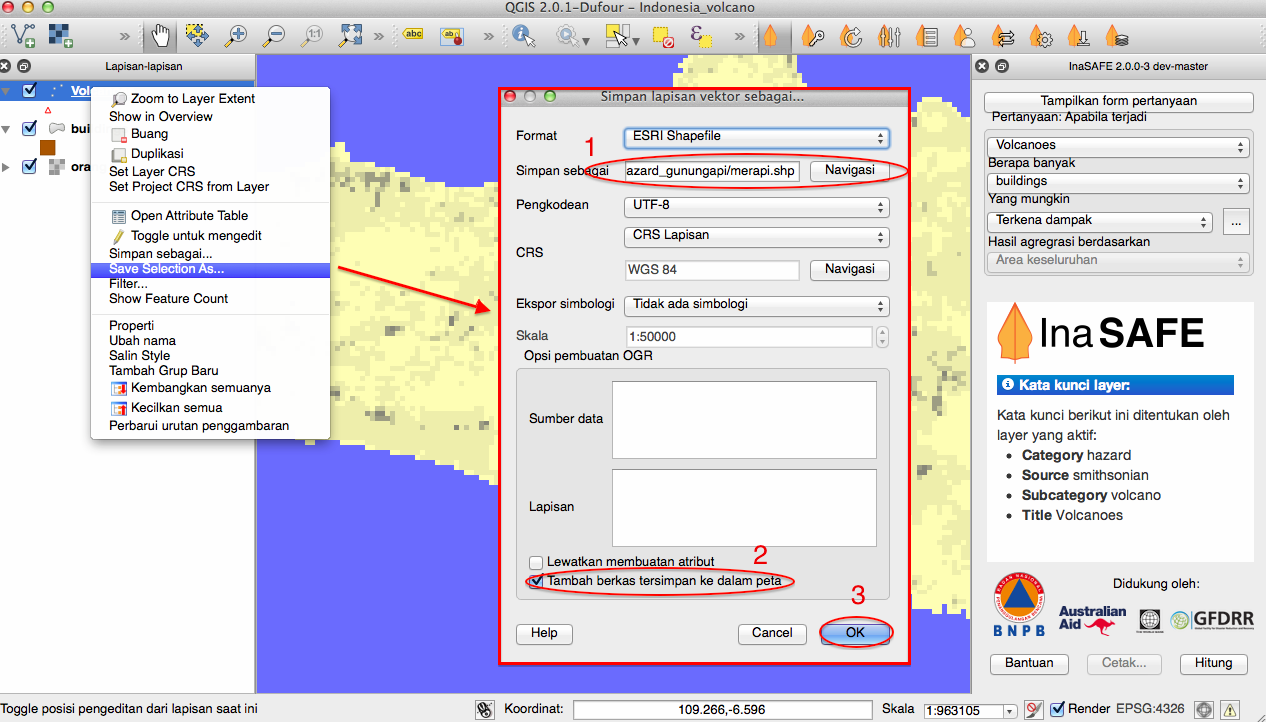 QGIS 2.0.1-Dufour - Indonesia_volcano
1:1
abc
ab
Lapisan-lapisan
Vol
bui
ora
Zoom to Layer Extent
Show in Overview
Buang
Duplikasi
Set Layer CRS
Set Project CRS from Layer
Open Attribute Table
Toggle untuk mengedit
Simpan sebagai...
Save Selection As...
Filter...
Show Feature Count
Properti
Ubah nama
Salin Style
Tambah Grup Baru
Kembangkan semuanya
Kecilkan semua
Perbarui urutan penggambaran
Simpan lapisan vektor sebagai...
Format ESRI Shapefile
1
Simpan sebagai azard_gunungapi/merapi.shp Navigasi
Pengkodean UTF-8
CRS CRS Lapisan
WGS 84 Navigasi
Ekspor simbologi Tidak ada simbologi
Skala 1:50000
Opsi pembuatan OGR
Sumber data
Lapisan
Lewatkan membuatan atribut
2
Tambah berkas tersimpan ke dalam peta
3
Help Cancel OK
InaSAFE 2.0.0-3 dev-master
Tampilkan form pertanyaan
Pertanyaan: Apabila terjadi
Volcanoes
Berapa banyak
buildings
Yang mungkin
Terkena dampak ...
Hasil agregrasi berdasarkan
Area keseluruhan
InaSAFE
Kata kunci layer:
Kata kunci berikut ini ditentukan oleh
layer yang aktif:
• Category hazard
• Source smithsonian
• Subcategory volcano
• Title Volcanoes
Didukung oleh:
BNPB
Australian
Aid
GFDRR
Bantuan Cetak... Hitung
Toggle posisi pengeditan dari lapisan saat ini Koordinat: 109.266,-6.596 Skala 1:963105 Render EPSG:4326